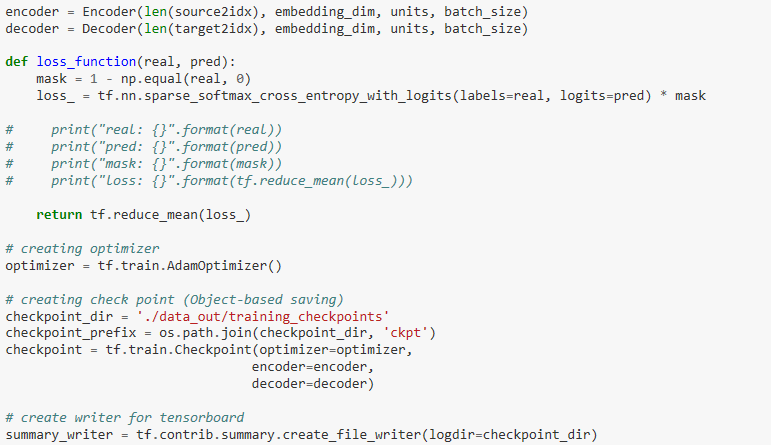 encoder = Encoder(len(source2idx), embedding_dim, units, batch_size)
decoder = Decoder(len(target2idx), embedding_dim, units, batch_size)

def loss_function(real, pred):
    mask = 1 - np.equal(real, 0)
    loss_ = tf.nn.sparse_softmax_cross_entropy_with_logits(labels=real, logits=pred) * mask

#     print("real: {}".format(real))
#     print("pred: {}".format(pred))
#     print("mask: {}".format(mask))
#     print("loss: {}".format(tf.reduce_mean(loss_)))

    return tf.reduce_mean(loss_)

# creating optimizer
optimizer = tf.train.AdamOptimizer()

# creating check point (Object-based saving)
checkpoint_dir = './data_out/training_checkpoints'
checkpoint_prefix = os.path.join(checkpoint_dir, 'ckpt')
checkpoint = tf.train.Checkpoint(optimizer=optimizer,
                                encoder=encoder,
                                decoder=decoder)

# create writer for tensorboard
summary_writer = tf.contrib.summary.create_file_writer(logdir=checkpoint_dir)